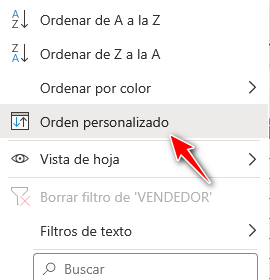 Ordenar de A a la Z
Ordenar de Z a la A
Ordenar por color
Orden personalizado
Vista de hoja
Borrar filtro de 'VENDEDOR'
Filtros de texto
Buscar